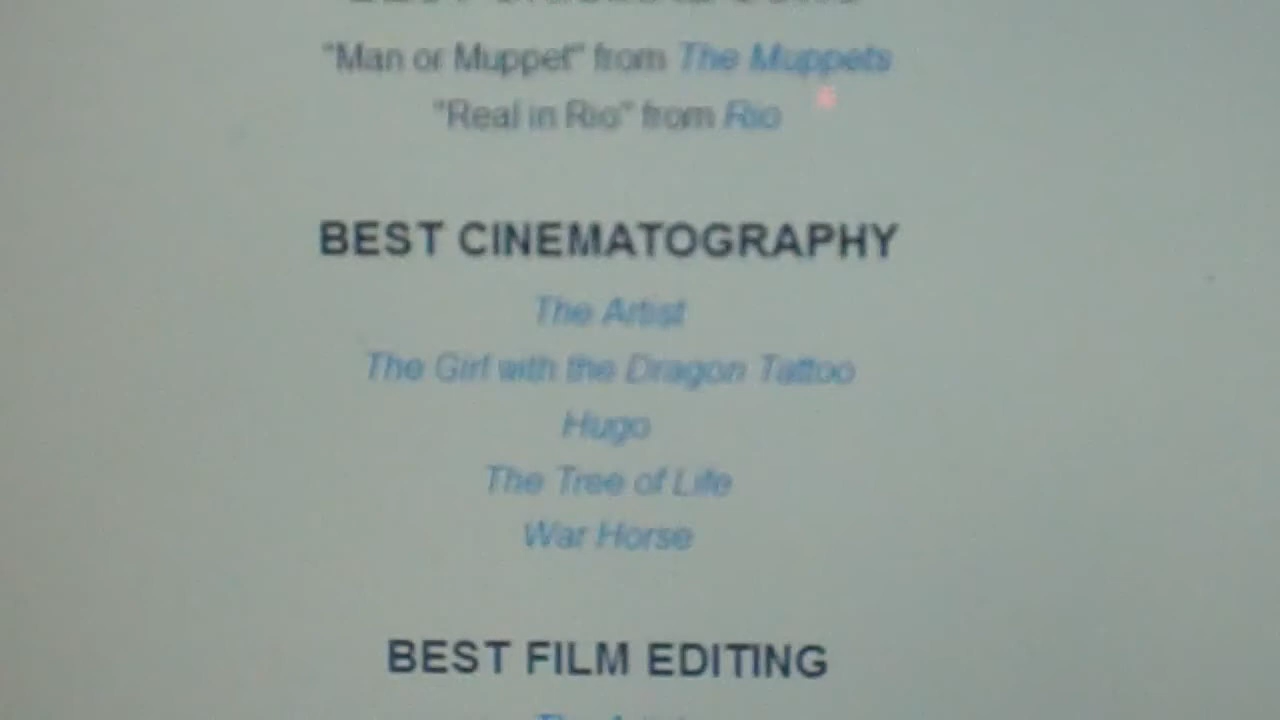 "Man or Muppet" from The Muppets
"Real in Rio" from Rio
BEST CINEMATOGRAPHY
The Artist
The Girl with the Dragon Tattoo
Hugo
The Tree of Life
War Horse
BEST FILM EDITING